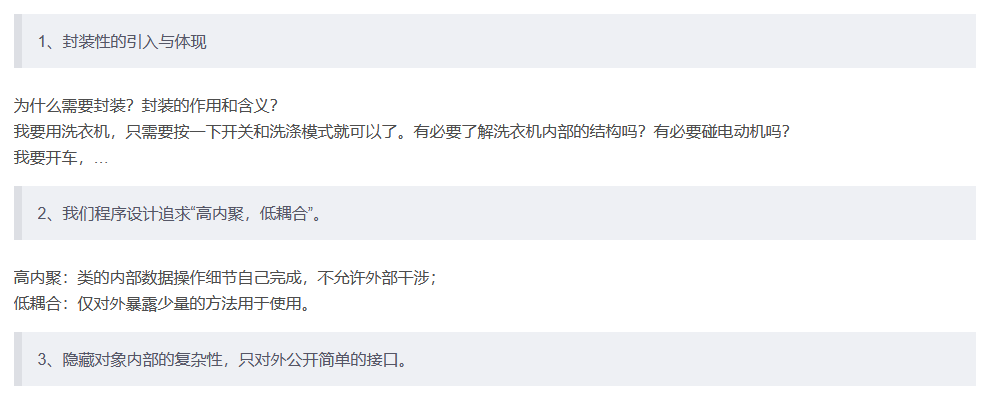 1、封装性的引入与体现
为什么需要封装？封装的作用和含义？
我要用洗衣机，只需要按一下开关和洗涤模式就可以了。有必要了解洗衣机内部的结构吗？有必要碰电动机吗？
我要开车，…
2、我们程序设计追求“高内聚，低耦合”。
高内聚：类的内部数据操作细节自己完成，不允许外部干涉；
低耦合：仅对外暴露少量的方法用于使用。
3、隐藏对象内部的复杂性，只对外公开简单的接口。